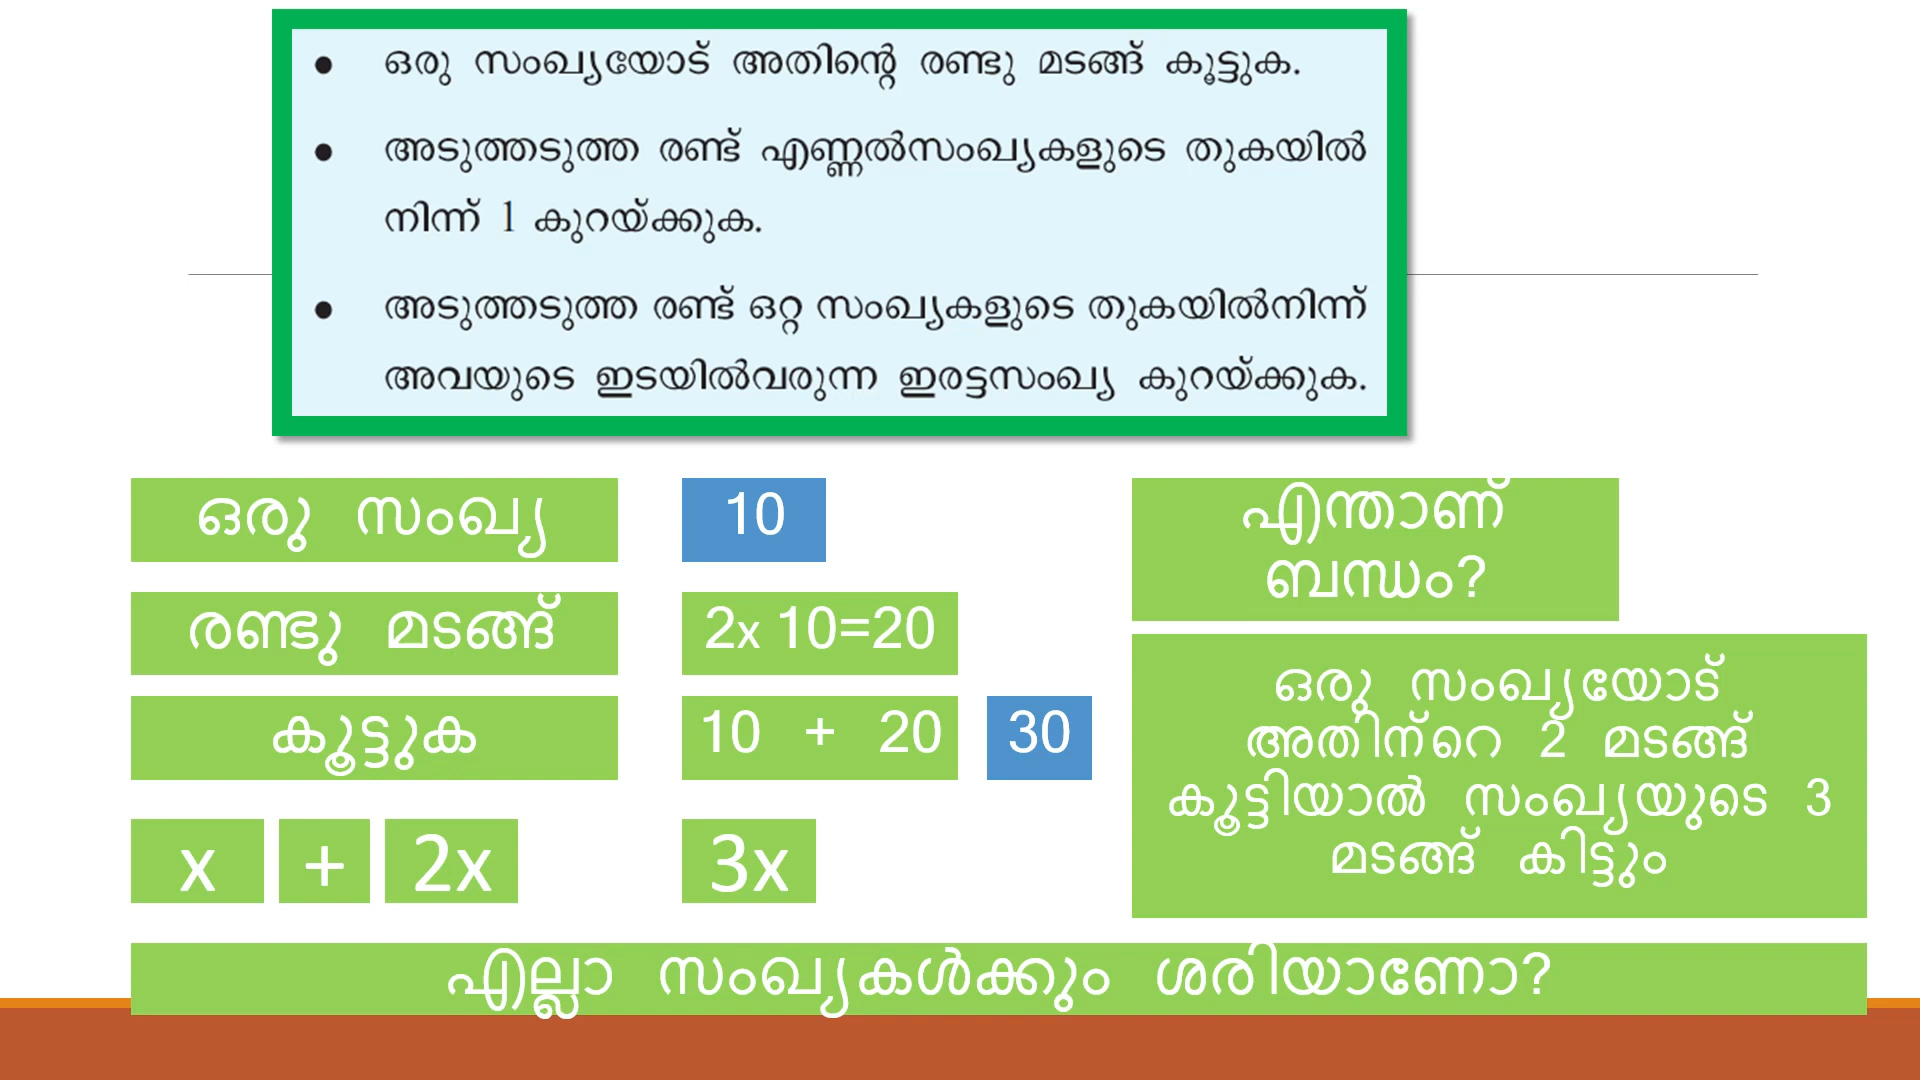 • ഒരു സംഖ്യയോട് അതിന്റെ രണ്ടു മടങ്ങ് കൂട്ടുക.
• അടുത്തടുത്ത രണ്ട് എണ്ണൽസംഖ്യകളുടെ തുകയിൽ
നിന്ന് 1 കുറയ്ക്കുക.
• അടുത്തടുത്ത രണ്ട് ഒറ്റ സംഖ്യകളുടെ തുകയിൽനിന്ന്
അവയുടെ ഇടയിൽവരുന്ന ഇരട്ടസംഖ്യ കുറയ്ക്കുക.
ഒരു സംഖ്യ
10
രണ്ടു മടങ്ങ്
2x 10=20
കൂട്ടുക
10 + 20
30
x + 2x
3x
എന്താണ്
ബന്ധം?
ഒരു സംഖ്യയോട്
അതിന്റെ 2 മടങ്ങ്
കൂട്ടിയാൽ സംഖ്യയുടെ 3
മടങ്ങ് കിട്ടും
എല്ലാ സംഖ്യകൾക്കും ശരിയാണോ?